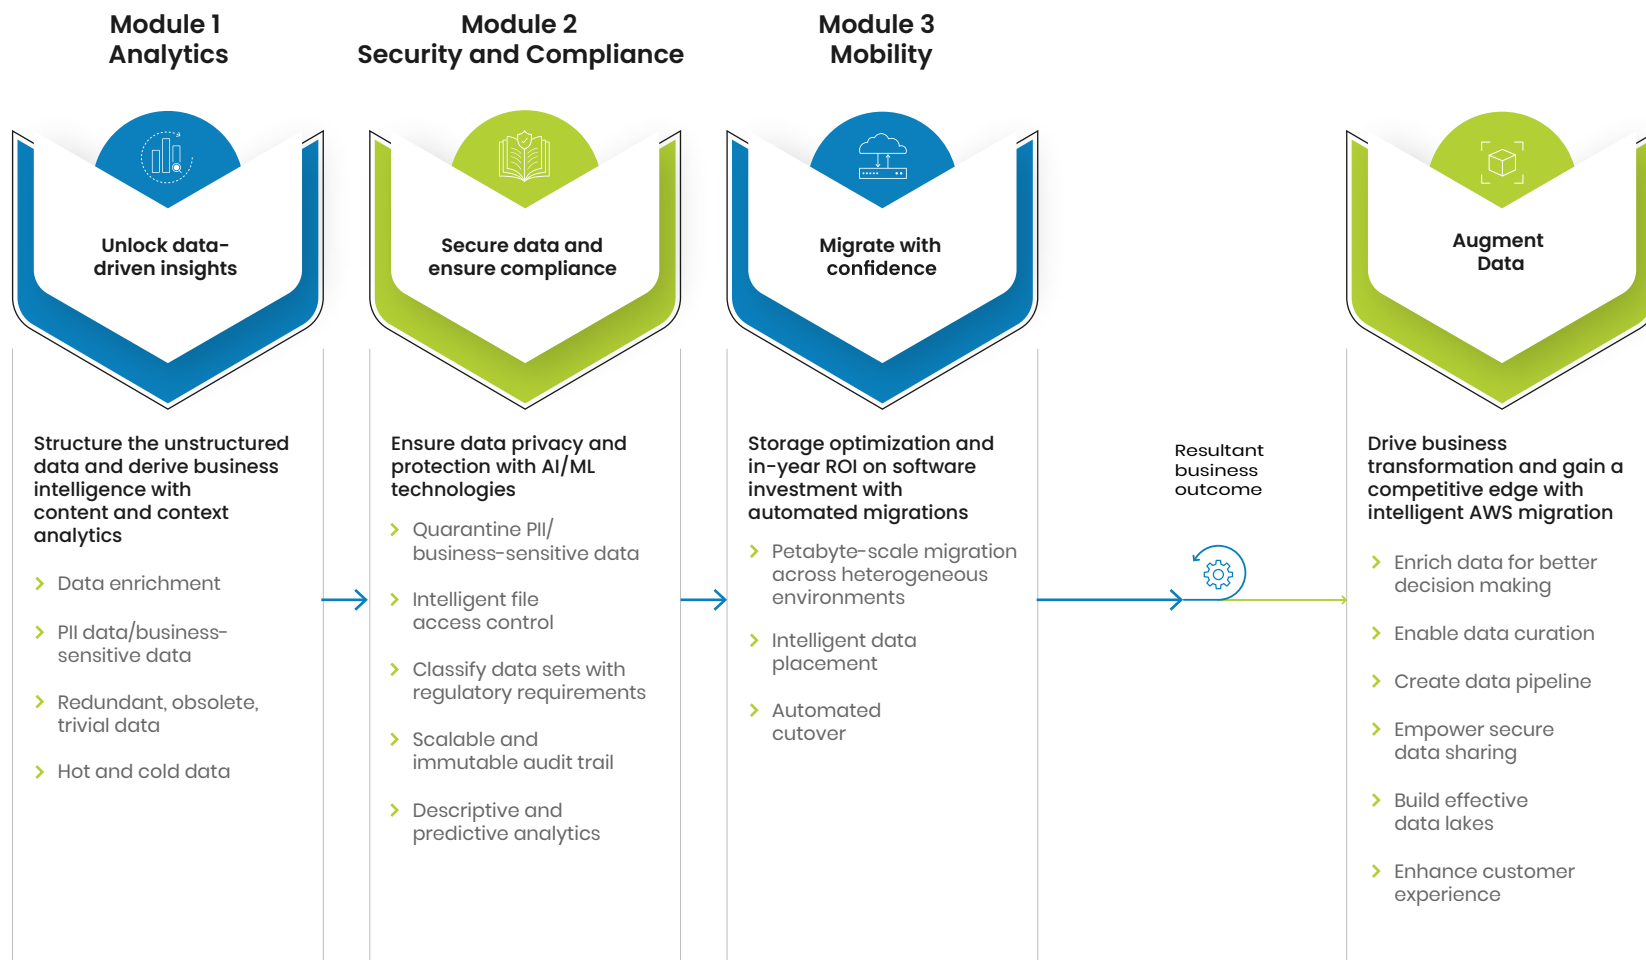 Module 1
Analytics
Unlock data-
driven insights
Structure the unstructured
data and derive business
intelligence with
content and context
analytics
Data enrichment
PII data/business-
sensitive data
Redundant, obsolete,
trivial data
Hot and cold data
Module 2
Security and Compliance
Secure data and
ensure compliance
Ensure data privacy and
protection with AI/ML
technologies
Quarantine PII/
business-sensitive data
Intelligent file
access control
Classify data sets with
regulatory requirements
Scalable and
immutable audit trail
Descriptive and
predictive analytics
Module 3
Mobility
Migrate with
confidence
Storage optimization and
in-year ROI on software
investment with
automated migrations
Petabyte-scale migration
across heterogeneous
environments
Intelligent data
placement
Automated
cutover
Resultant
business
outcome
Augment
Data
Drive business
transformation and gain a
competitive edge with
intelligent AWS migration
Enrich data for better
decision making
Enable data curation
Create data pipeline
Empower secure
data sharing
Build effective
data lakes
Enhance customer
experience